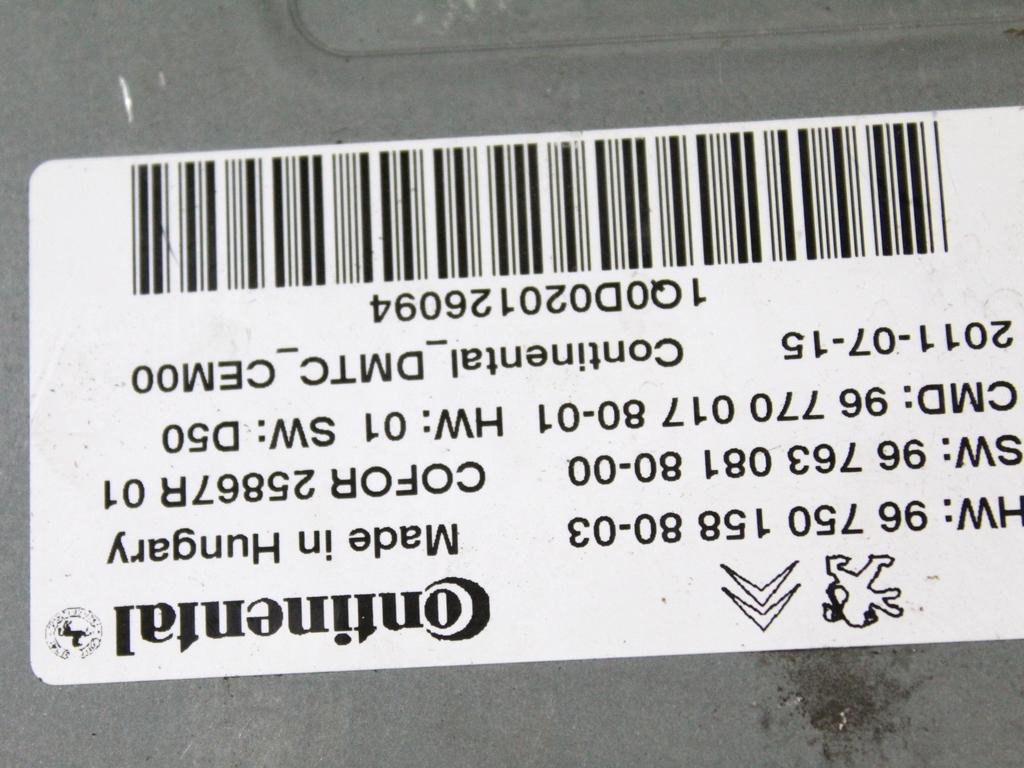 Continental
HW: 96 750 158 80-03 Made in Hungary
SW: 96 763 081 80-00 COFOR 25867R 01
CMD: 96 770 017 80-01 HW: 01 SW: D50
2011-07-15 Continental_DMTC_CEM00
1Q0D020126094